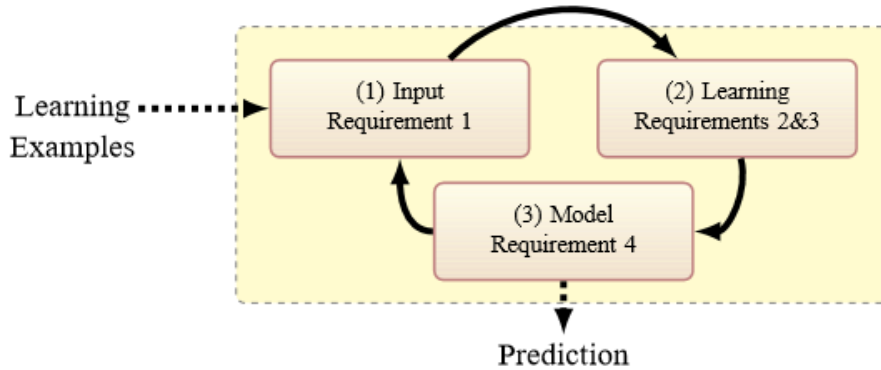 Learning
Examples
(1) Input
Requirement 1
(2) Learning
Requirements 2&3
(3) Model
Requirement 4
Prediction